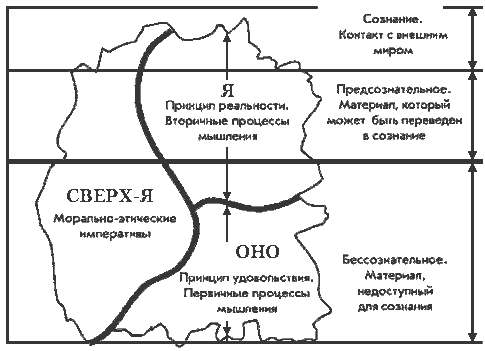 Сознание.
Контакт с внешним
миром
Я
Принцип реальности.
Вторичные процессы
мышления
Предсознательное.
Материал, который
может быть переведен
в сознание
СВЕРХ-Я
Морально-этические
императивы
ОНО
Принцип удовольствия.
Первичные процессы
мышления
Бессознательное.
Материал,
недоступный
для сознания